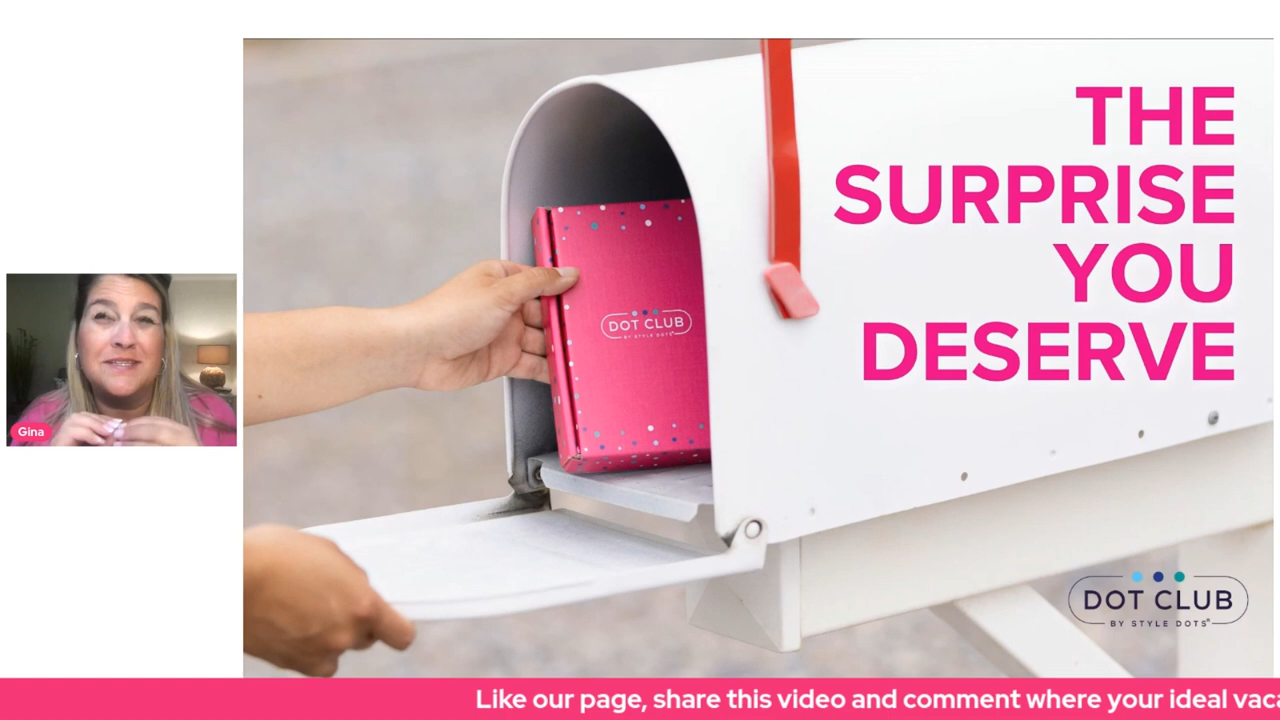 THE
SURPRISE
YOU
DESERVE
DOT CLUB
BY STYLE DOTS®
Gina
DOT CLUB
BY STYLE DOTS®
Like our page, share this video and comment where your ideal vaca